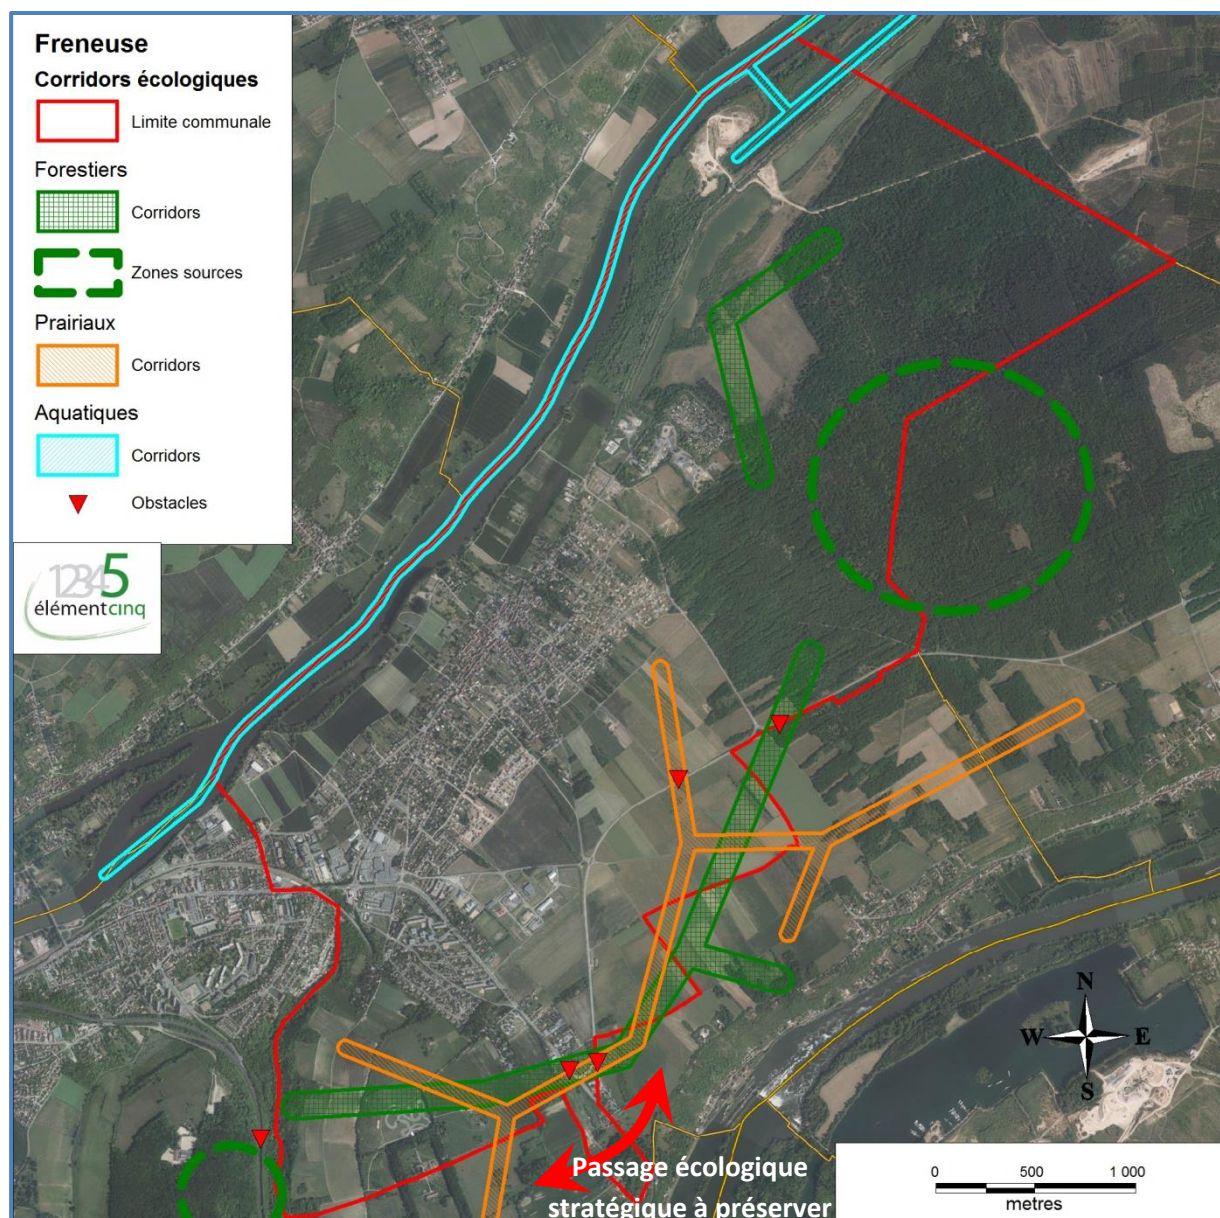 Freneuse
Corridors écologiques
Limite communale
Forestiers
Corridors
Zones sources
Prairiaux
Corridors
Aquatiques
Corridors
Obstacles
12345
élémentcinq
N
W E
S
Passage écologique
stratégique à préserver
0 500 1 000
metres